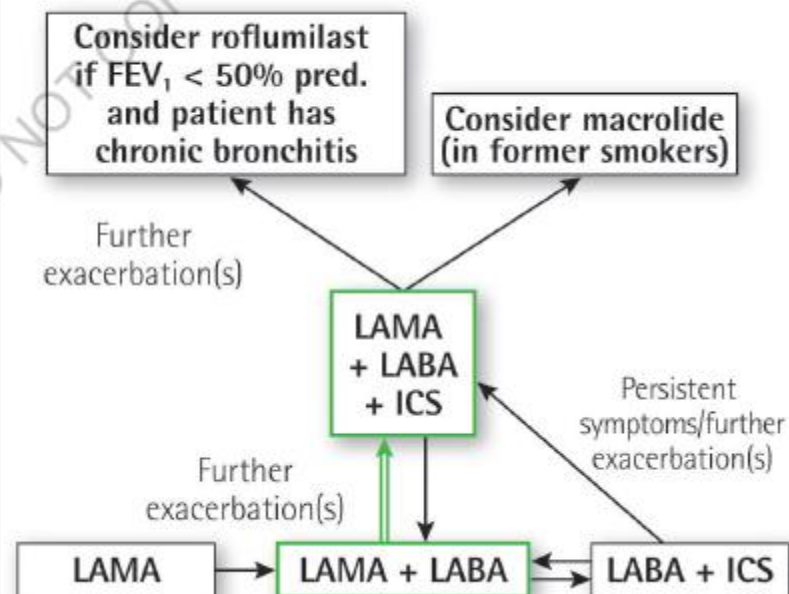 NOT
Consider roflumilast
if FEV₁ < 50% pred.
and patient has
chronic bronchitis
Consider macrolide
(in former smokers)
Further
exacerbation(s)
LAMA
+ LABA
+ ICS
Persistent
symptoms/further
exacerbation(s)
Further
exacerbation(s)
LAMA
LAMA + LABA
LABA + ICS